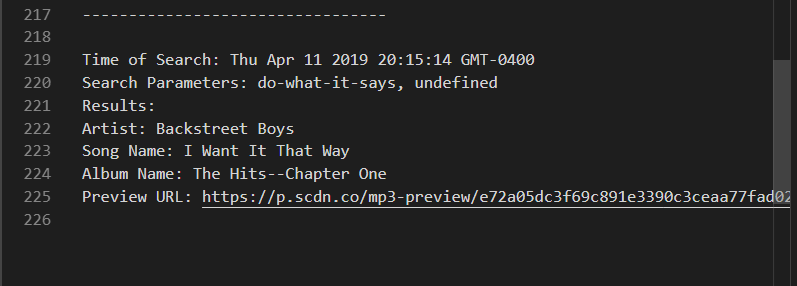 217 ---------------------------------
218
219 Time of Search: Thu Apr 11 2019 20:15:14 GMT-0400
220 Search Parameters: do-what-it-says, undefined
221 Results:
222 Artist: Backstreet Boys
223 Song Name: I Want It That Way
224 Album Name: The Hits--Chapter One
225 Preview URL: https://p.scdn.co/mp3-preview/e72a05dc3f69c891e3390c3ceaa77fad02
226